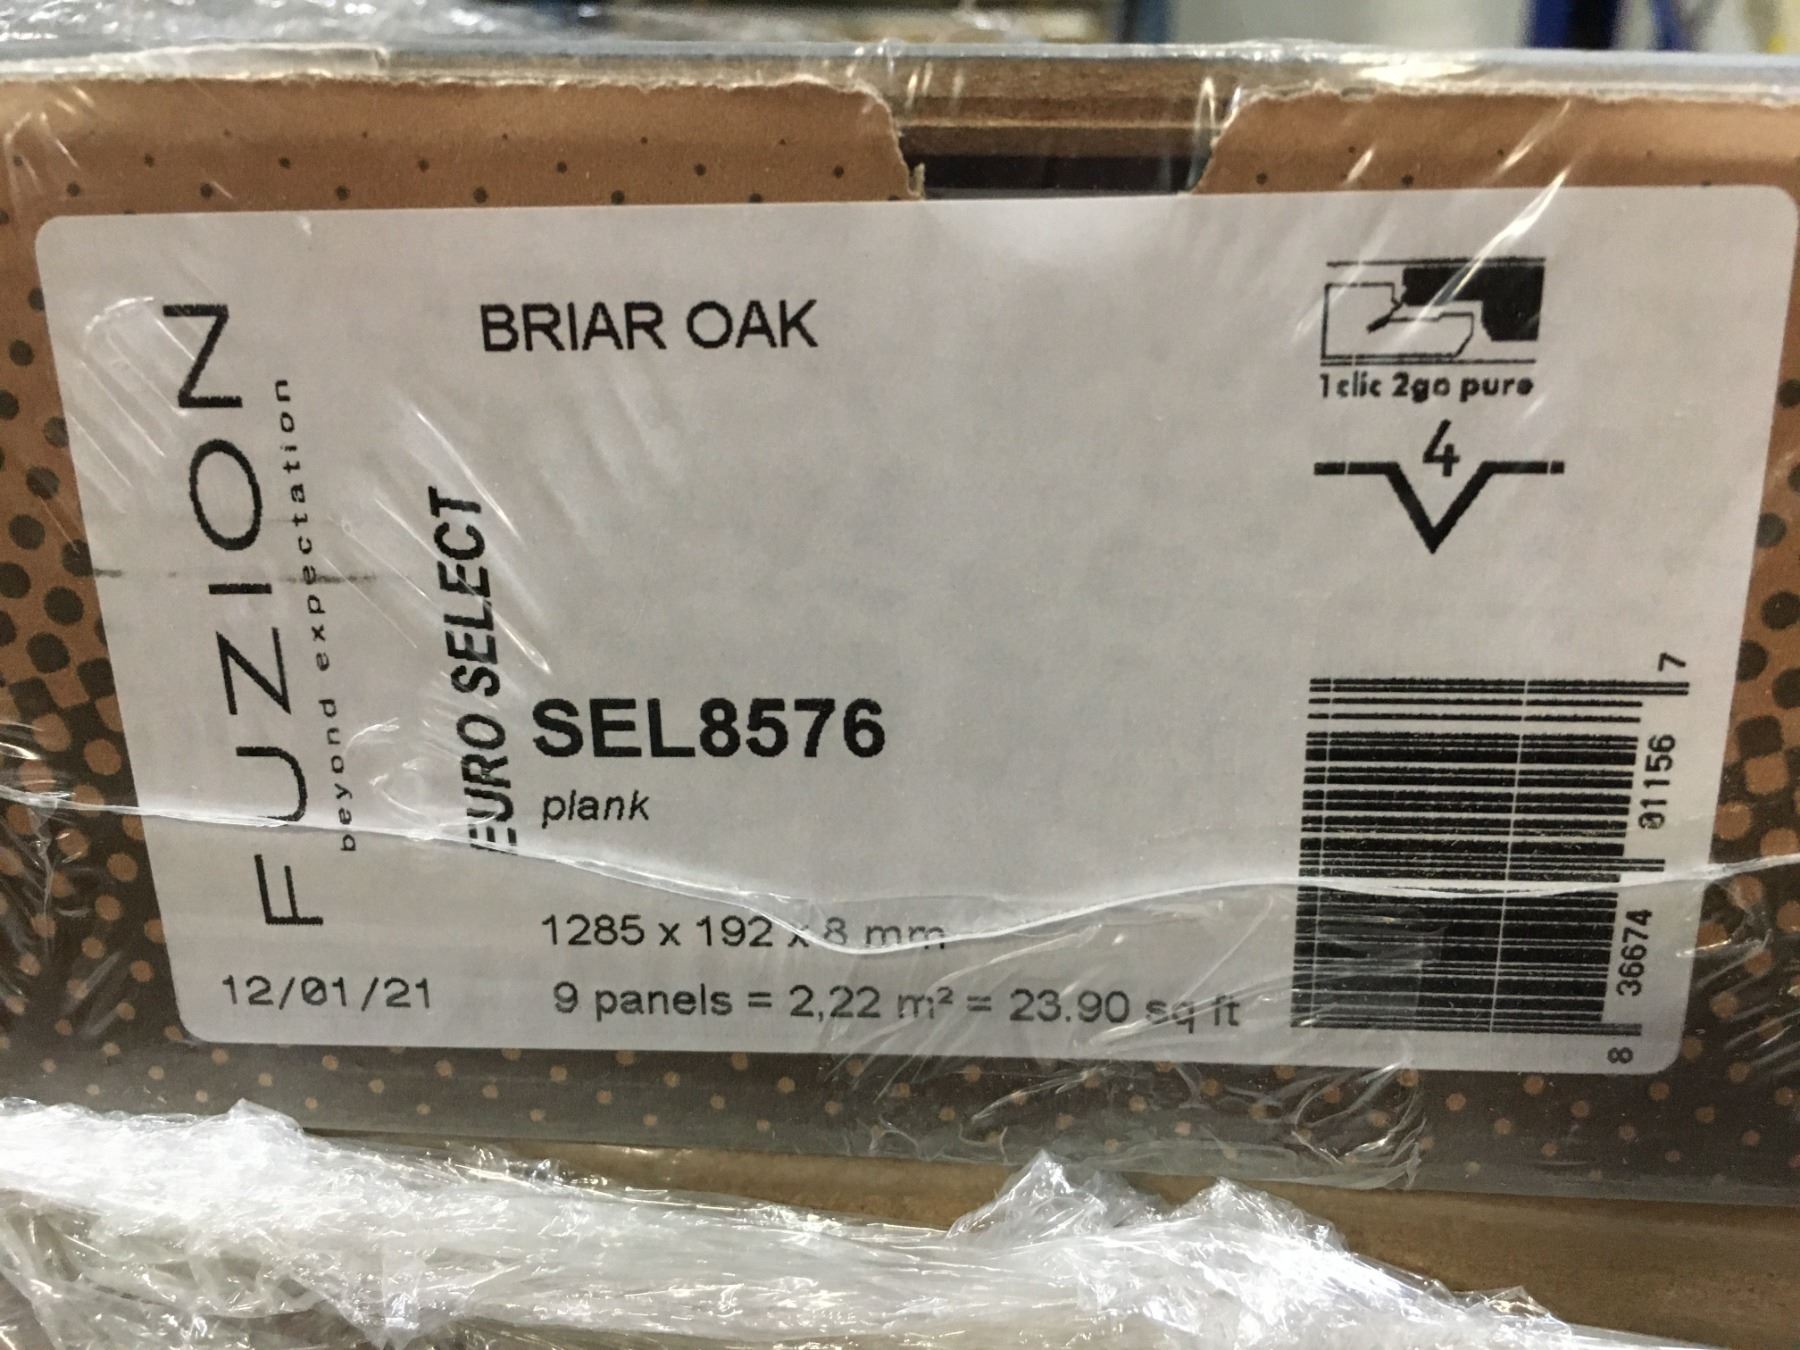 FUZION
beyond expectation
EURO SELECT
BRIAR OAK
1clic 2go pure
4
SEL8576
plank
1285 x 192 x 8 mm
9 panels = 2,22 m² = 23.90 sq ft
12/01/21
8 36674 01156 7